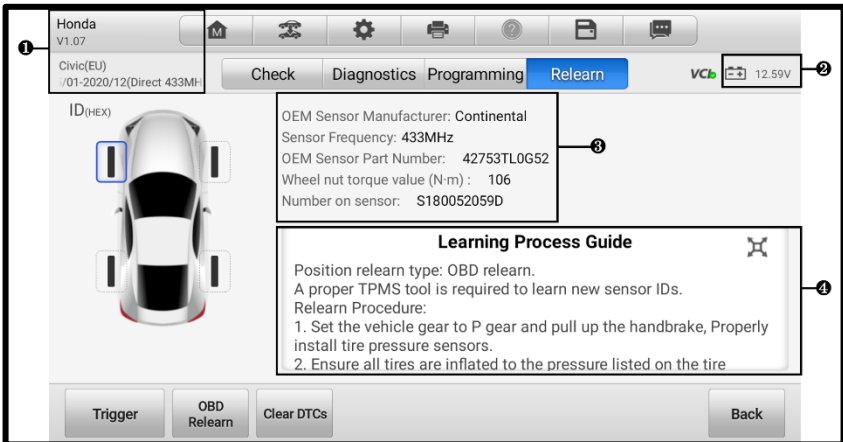 Honda
V1.07
Civic(EU)
/01-2020/12(Direct 433MH
M
?
Check
Diagnostics
Programming
Relearn
VCI
12.59V
❶
❷
ID(HEX)
OEM Sensor Manufacturer: Continental
Sensor Frequency: 433MHz
OEM Sensor Part Number: 42753TL0G52
Wheel nut torque value (N·m) : 106
Number on sensor: S180052059D
❸
Learning Process Guide
Position relearn type: OBD relearn.
A proper TPMS tool is required to learn new sensor IDs.
Relearn Procedure:
1. Set the vehicle gear to P gear and pull up the handbrake, Properly
install tire pressure sensors.
2. Ensure all tires are inflated to the pressure listed on the tire
❹
Trigger
OBD
Relearn
Clear DTCs
Back